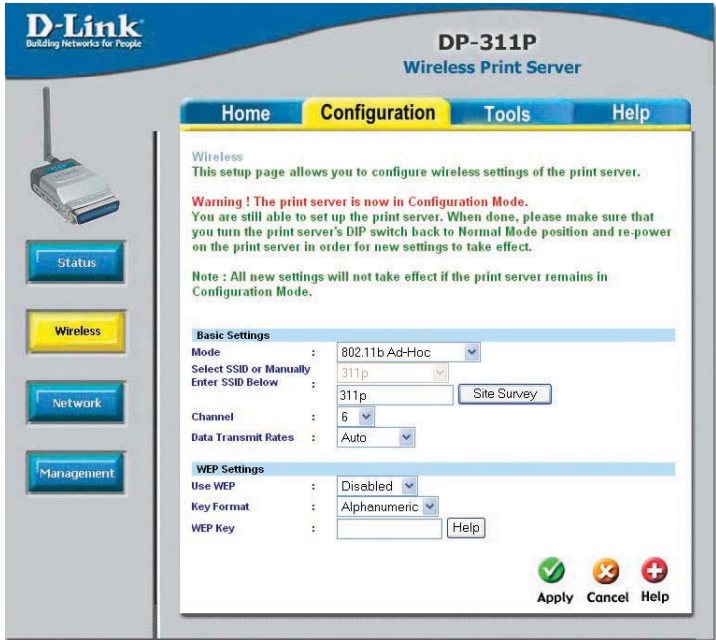 D-Link
Building Networks for People
DP-311P
Wireless Print Server
Home
Configuration
Tools
Help
Status
Wireless
Network
Management
Wireless
This setup page allows you to configure wireless settings of the print server.
Warning ! The print server is now in Configuration Mode.
You are still able to set up the print server. When done, please make sure that
you turn the print server's DIP switch back to Normal Mode position and re-power
on the print server in order for new settings to take effect.
Note : All new settings will not take effect if the print server remains in
Configuration Mode.
Basic Settings
Mode : 802.11b Ad-Hoc
Select SSID or Manually 311p
Enter SSID Below :
311p Site Survey
Channel : 6
Data Transmit Rates : Auto
WEP Settings
Use WEP : Disabled
Key Format : Alphanumeric
WEP Key : Help
Apply Cancel Help